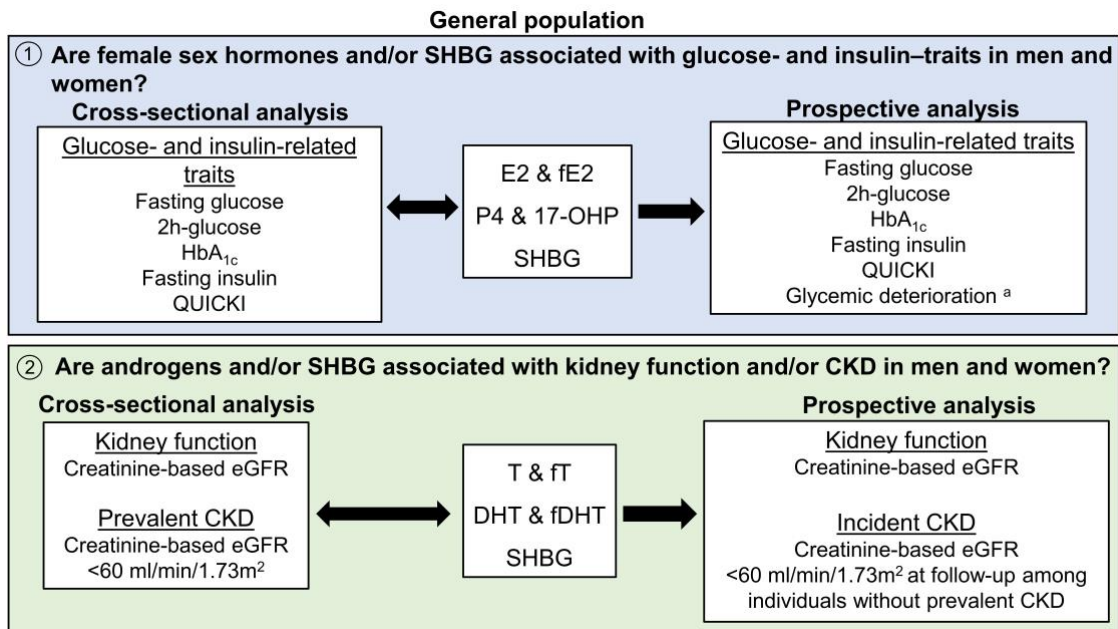 General population
① Are female sex hormones and/or SHBG associated with glucose- and insulin–traits in men and
women?
Cross-sectional analysis
Glucose- and insulin-related
traits
Fasting glucose
2h-glucose
HbA1c
Fasting insulin
QUICKI
E2 & fE2
P4 & 17-OHP
SHBG
Prospective analysis
Glucose- and insulin-related traits
Fasting glucose
2h-glucose
HbA1c
Fasting insulin
QUICKI
Glycemic deterioration a
② Are androgens and/or SHBG associated with kidney function and/or CKD in men and women?
Cross-sectional analysis
Kidney function
Creatinine-based eGFR
Prevalent CKD
Creatinine-based eGFR
<60 ml/min/1.73m²
T & fT
DHT & fDHT
SHBG
Prospective analysis
Kidney function
Creatinine-based eGFR
Incident CKD
Creatinine-based eGFR
<60 ml/min/1.73m² at follow-up among
individuals without prevalent CKD